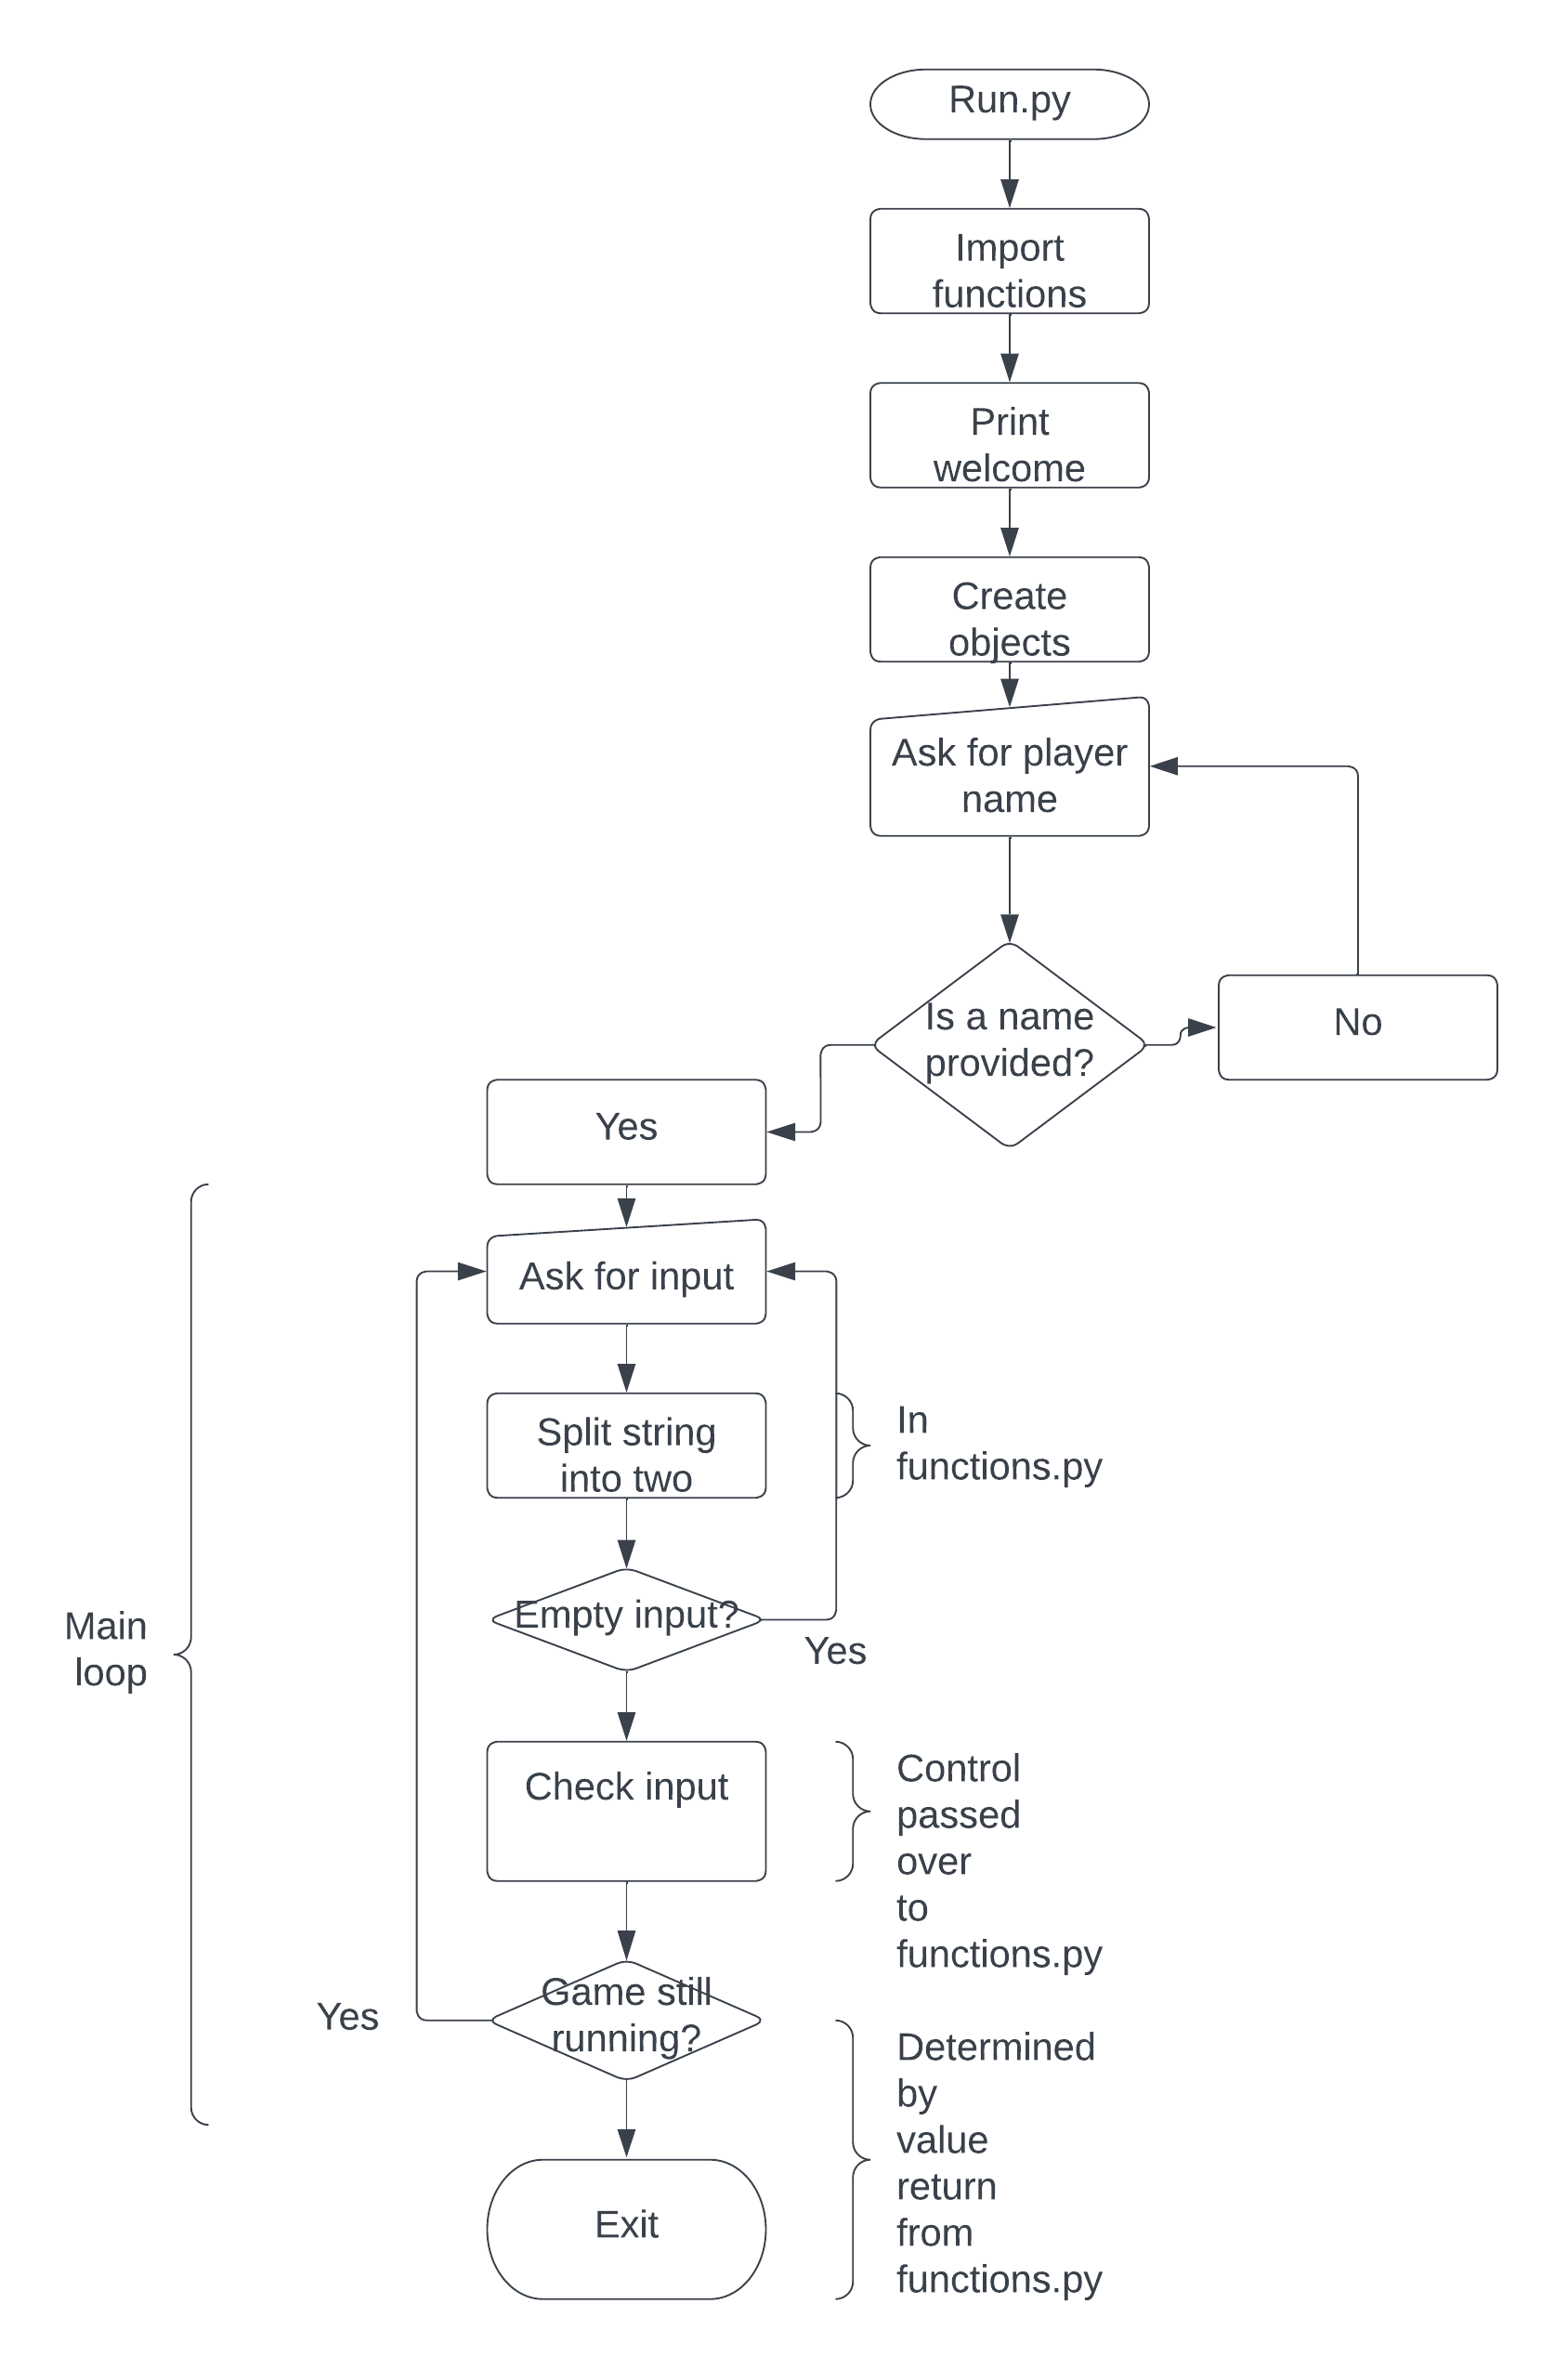 Run.py
Import
functions
Print
welcome
Create
objects
Ask for player
name
Is a name
provided?
No
Yes
Ask for input
Split string
into two
In
functions.py
Empty input?
Yes
Main
loop
Check input
Control
passed
over
to
functions.py
Game still
running?
Yes
Determined
by
value
return
from
functions.py
Exit